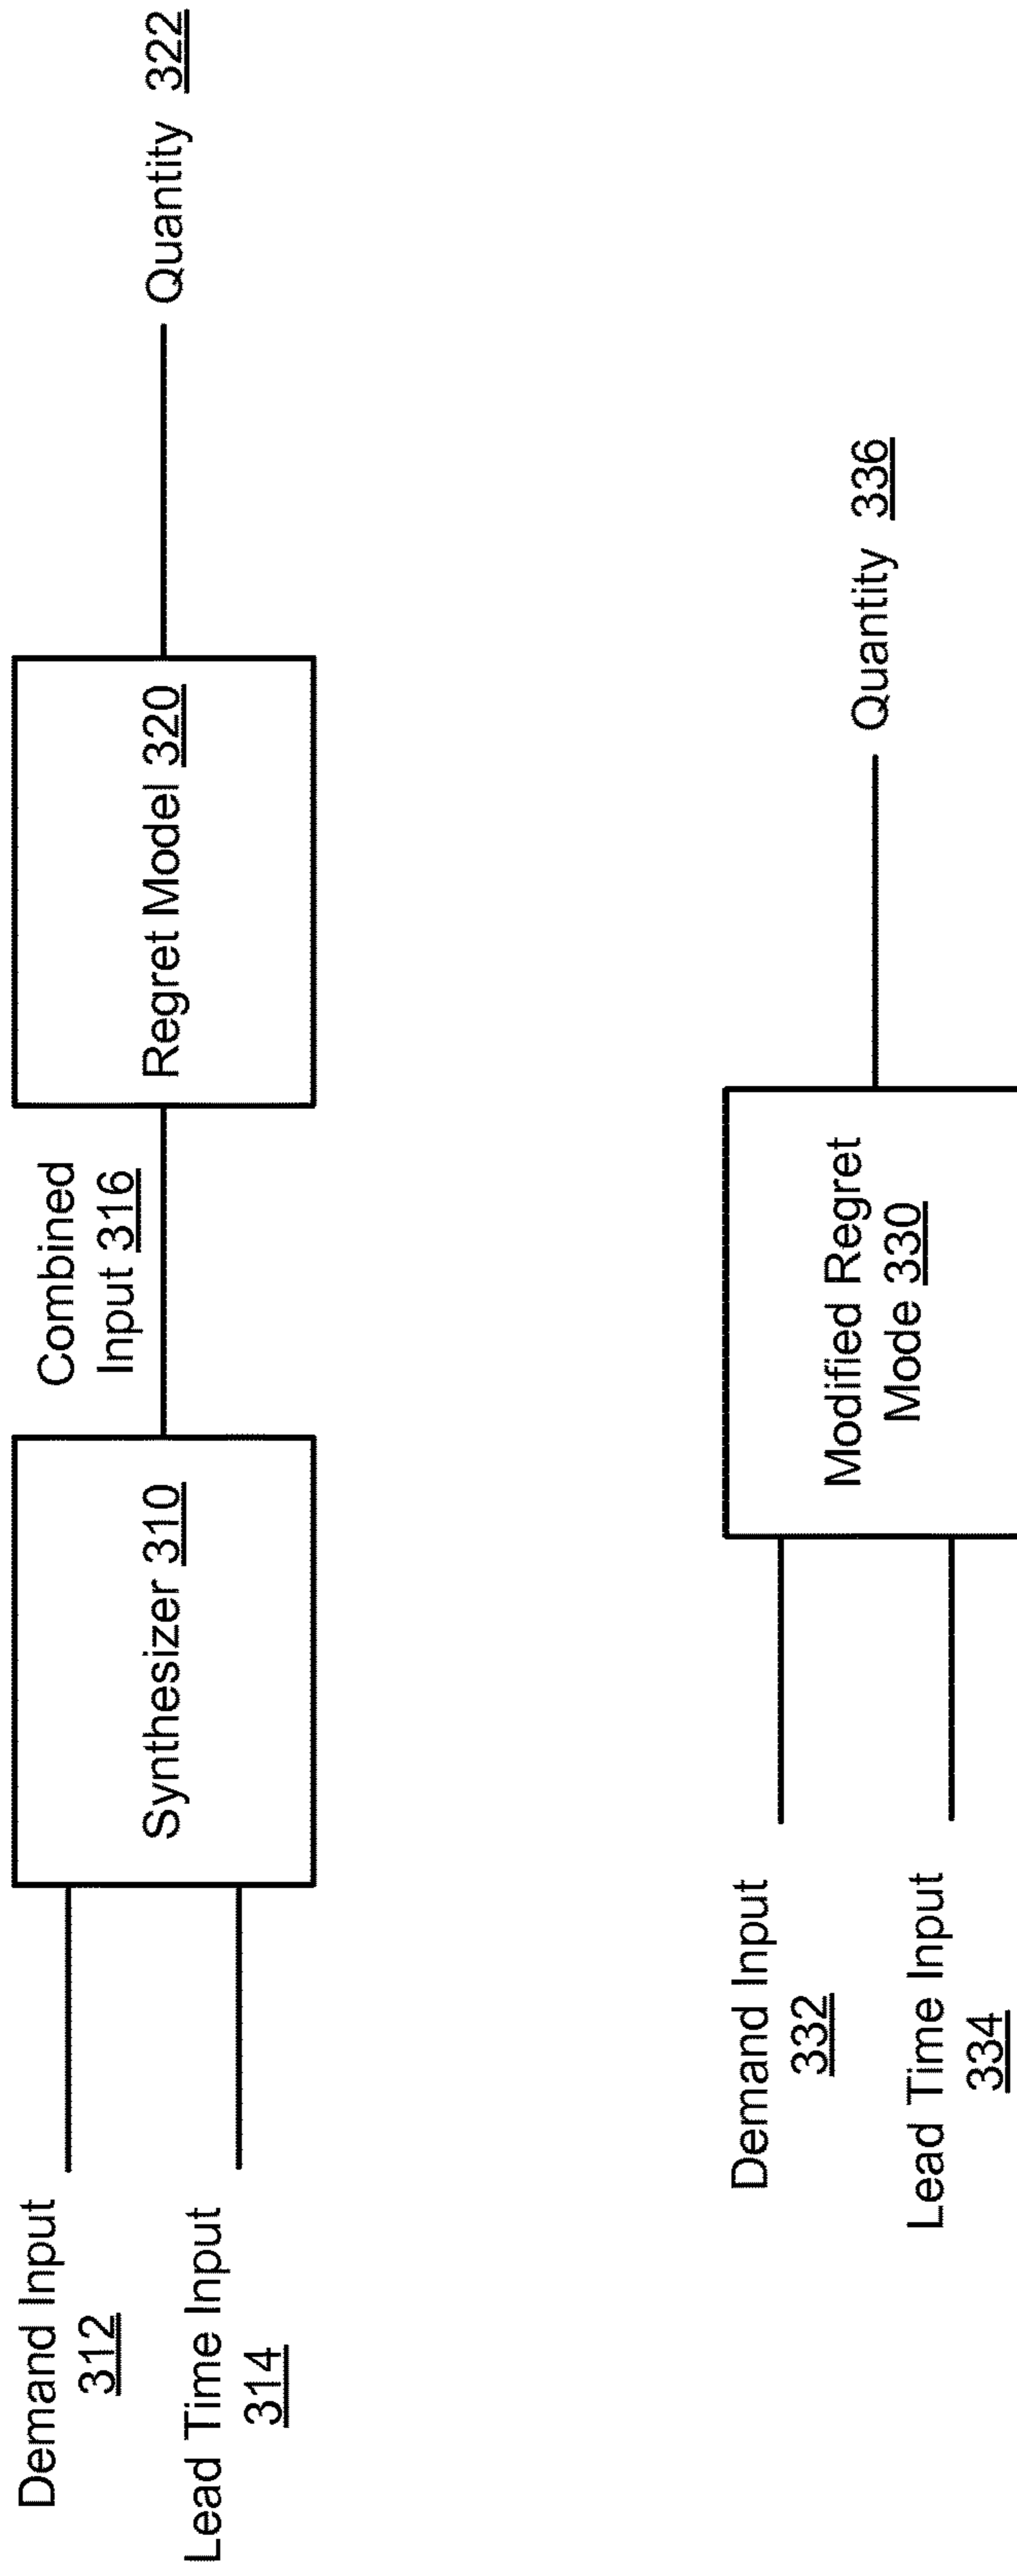 Demand Input
312
Lead Time Input
314
Synthesizer 310
Combined
Input 316
Regret Model 320
Quantity 322
Demand Input
332
Lead Time Input
334
Modified Regret
Mode 330
Quantity 336